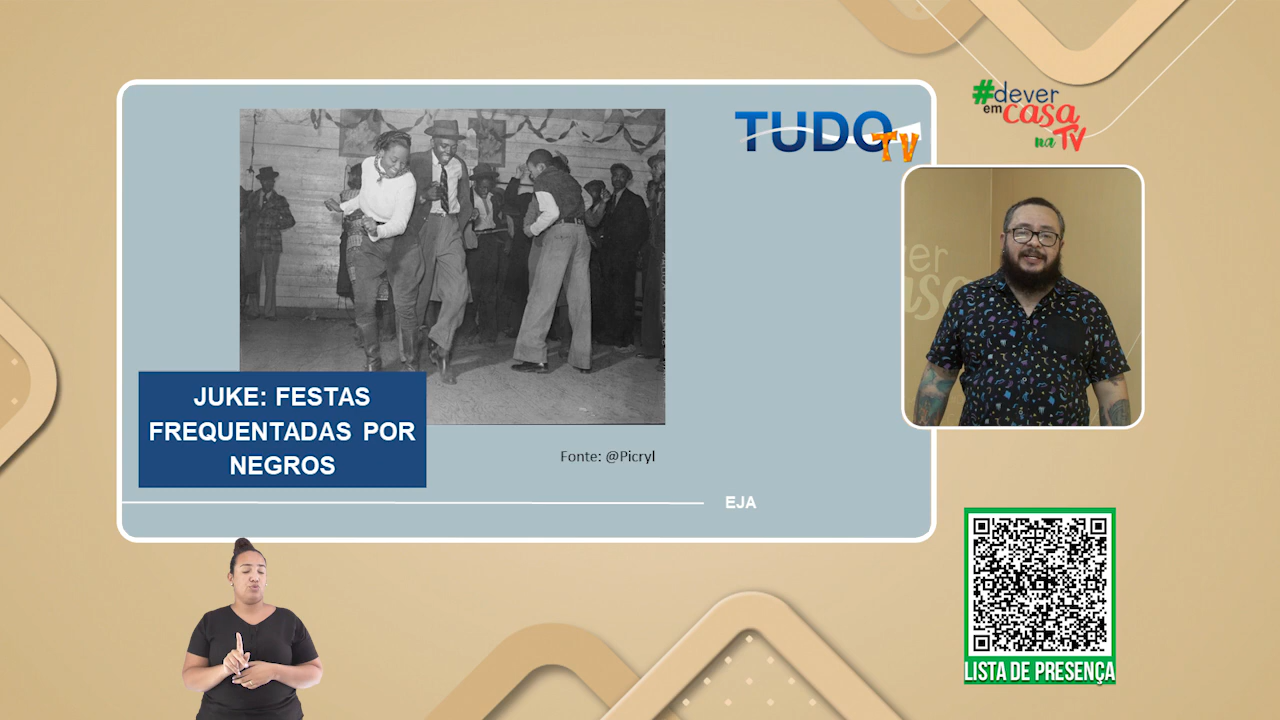 TUDO
TV
#dever
em casa
na TV
JUKE: FESTAS
FREQUENTADAS POR
NEGROS
Fonte: @Picryl
EJA
LISTA DE PRESENÇA